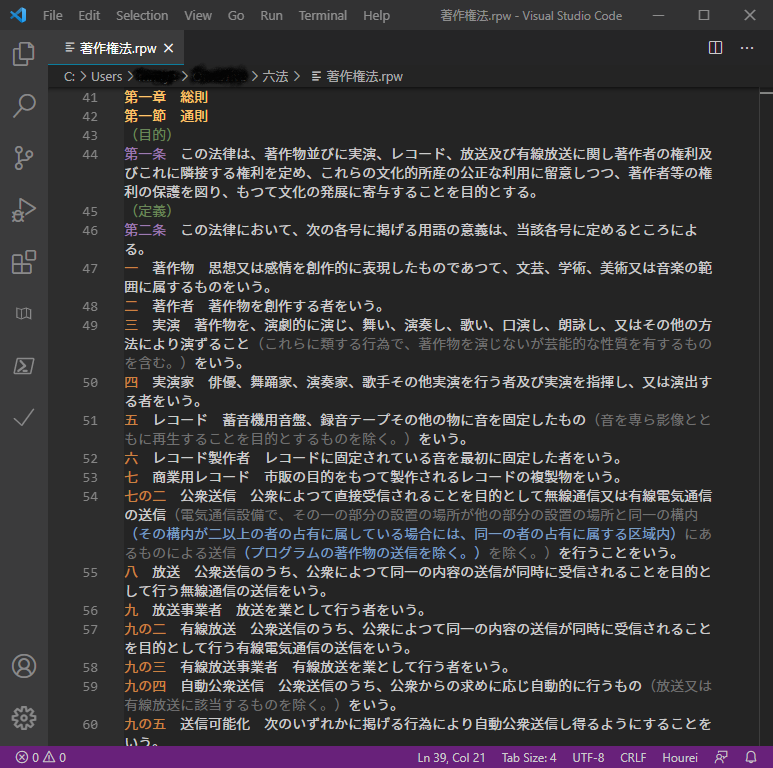 File Edit Selection View Go Run Terminal Help 著作権法.rpw - Visual Studio Code
著作権法.rpw
C: > Users > > > 六法 > 著作権法.rpw
41 第一章　総則
42 第一節　通則
43 （目的）
44 第一条　この法律は、著作物並びに実演、レコード、放送及び有線放送に関し著作者の権利及
びこれに隣接する権利を定め、これらの文化的所産の公正な利用に留意しつつ、著作者等の権
利の保護を図り、もつて文化の発展に寄与することを目的とする。
45 （定義）
46 第二条　この法律において、次の各号に掲げる用語の意義は、当該各号に定めるところによ
る。
47 一　著作物　思想又は感情を創作的に表現したものであつて、文芸、学術、美術又は音楽の範
囲に属するものをいう。
48 二　著作者　著作物を創作する者をいう。
49 三　実演　著作物を、演劇的に演じ、舞い、演奏し、歌い、口演し、朗詠し、又はその他の方
法により演ずること（これらに類する行為で、著作物を演じないが芸能的な性質を有するもの
を含む。）をいう。
50 四　実演家　俳優、舞踊家、演奏家、歌手その他実演を行う者及び実演を指揮し、又は演出す
る者をいう。
51 五　レコード　蓄音機用音盤、録音テープその他の物に音を固定したもの（音を専ら影像とと
もに再生することを目的とするものを除く。）をいう。
52 六　レコード製作者　レコードに固定されている音を最初に固定した者をいう。
53 七　商業用レコード　市販の目的をもつて製作されるレコードの複製物をいう。
54 七の二　公衆送信　公衆によつて直接受信されることを目的として無線通信又は有線電気通信
の送信（電気通信設備で、その一の部分の設置の場所が他の部分の設置の場所と同一の構内
（その構内が二以上の者の占有に属している場合には、同一の者の占有に属する区域内）にあ
るものによる送信（プログラムの著作物の送信を除く。）を除く。）を行うことをいう。
55 八　放送　公衆送信のうち、公衆によつて同一の内容の送信が同時に受信されることを目的と
して行う無線通信の送信をいう。
56 九　放送事業者　放送を業として行う者をいう。
57 九の二　有線放送　公衆送信のうち、公衆によつて同一の内容の送信が同時に受信されること
を目的として行う有線電気通信の送信をいう。
58 九の三　有線放送事業者　有線放送を業として行う者をいう。
59 九の四　自動公衆送信　公衆送信のうち、公衆からの求めに応じ自動的に行うもの（放送又は
有線放送に該当するものを除く。）をいう。
60 九の五　送信可能化　次のいずれかに掲げる行為により自動公衆送信し得るようにすることを
いう。
0 0 Ln 39, Col 21 Tab Size: 4 UTF-8 CRLF Hourei